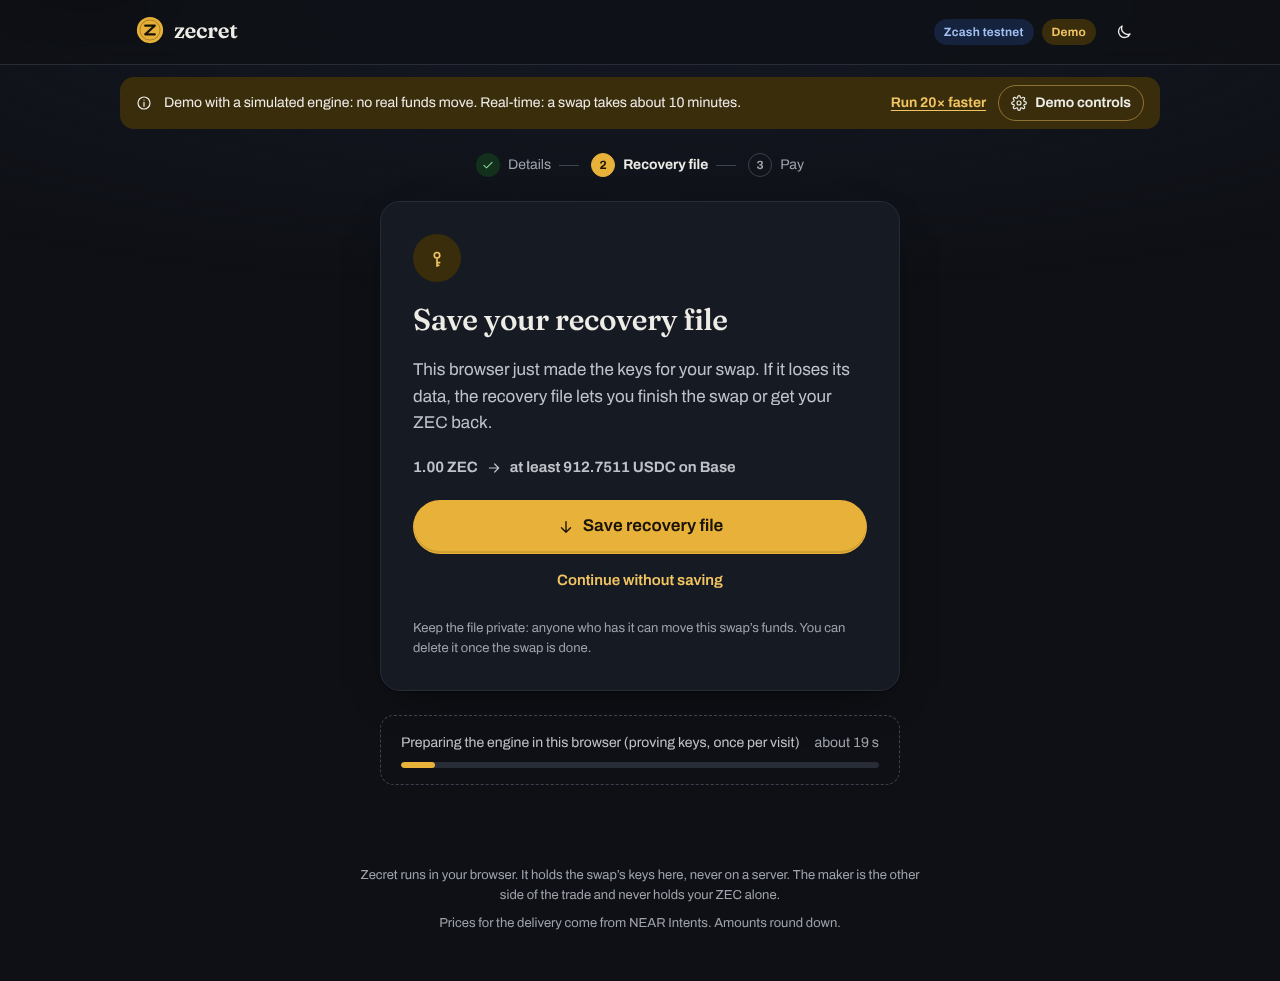 zecret
Zcash testnet
Demo
Demo with a simulated engine: no real funds move. Real-time: a swap takes about 10 minutes.
Run 20× faster
Demo controls
Details
2 Recovery file
3 Pay
Save your recovery file
This browser just made the keys for your swap. If it loses its
data, the recovery file lets you finish the swap or get your
ZEC back.
1.00 ZEC → at least 912.7511 USDC on Base
↓ Save recovery file
Continue without saving
Keep the file private: anyone who has it can move this swap’s funds. You can
delete it once the swap is done.
Preparing the engine in this browser (proving keys, once per visit) about 19 s
Zecret runs in your browser. It holds the swap’s keys here, never on a server. The maker is the other
side of the trade and never holds your ZEC alone.
Prices for the delivery come from NEAR Intents. Amounts round down.